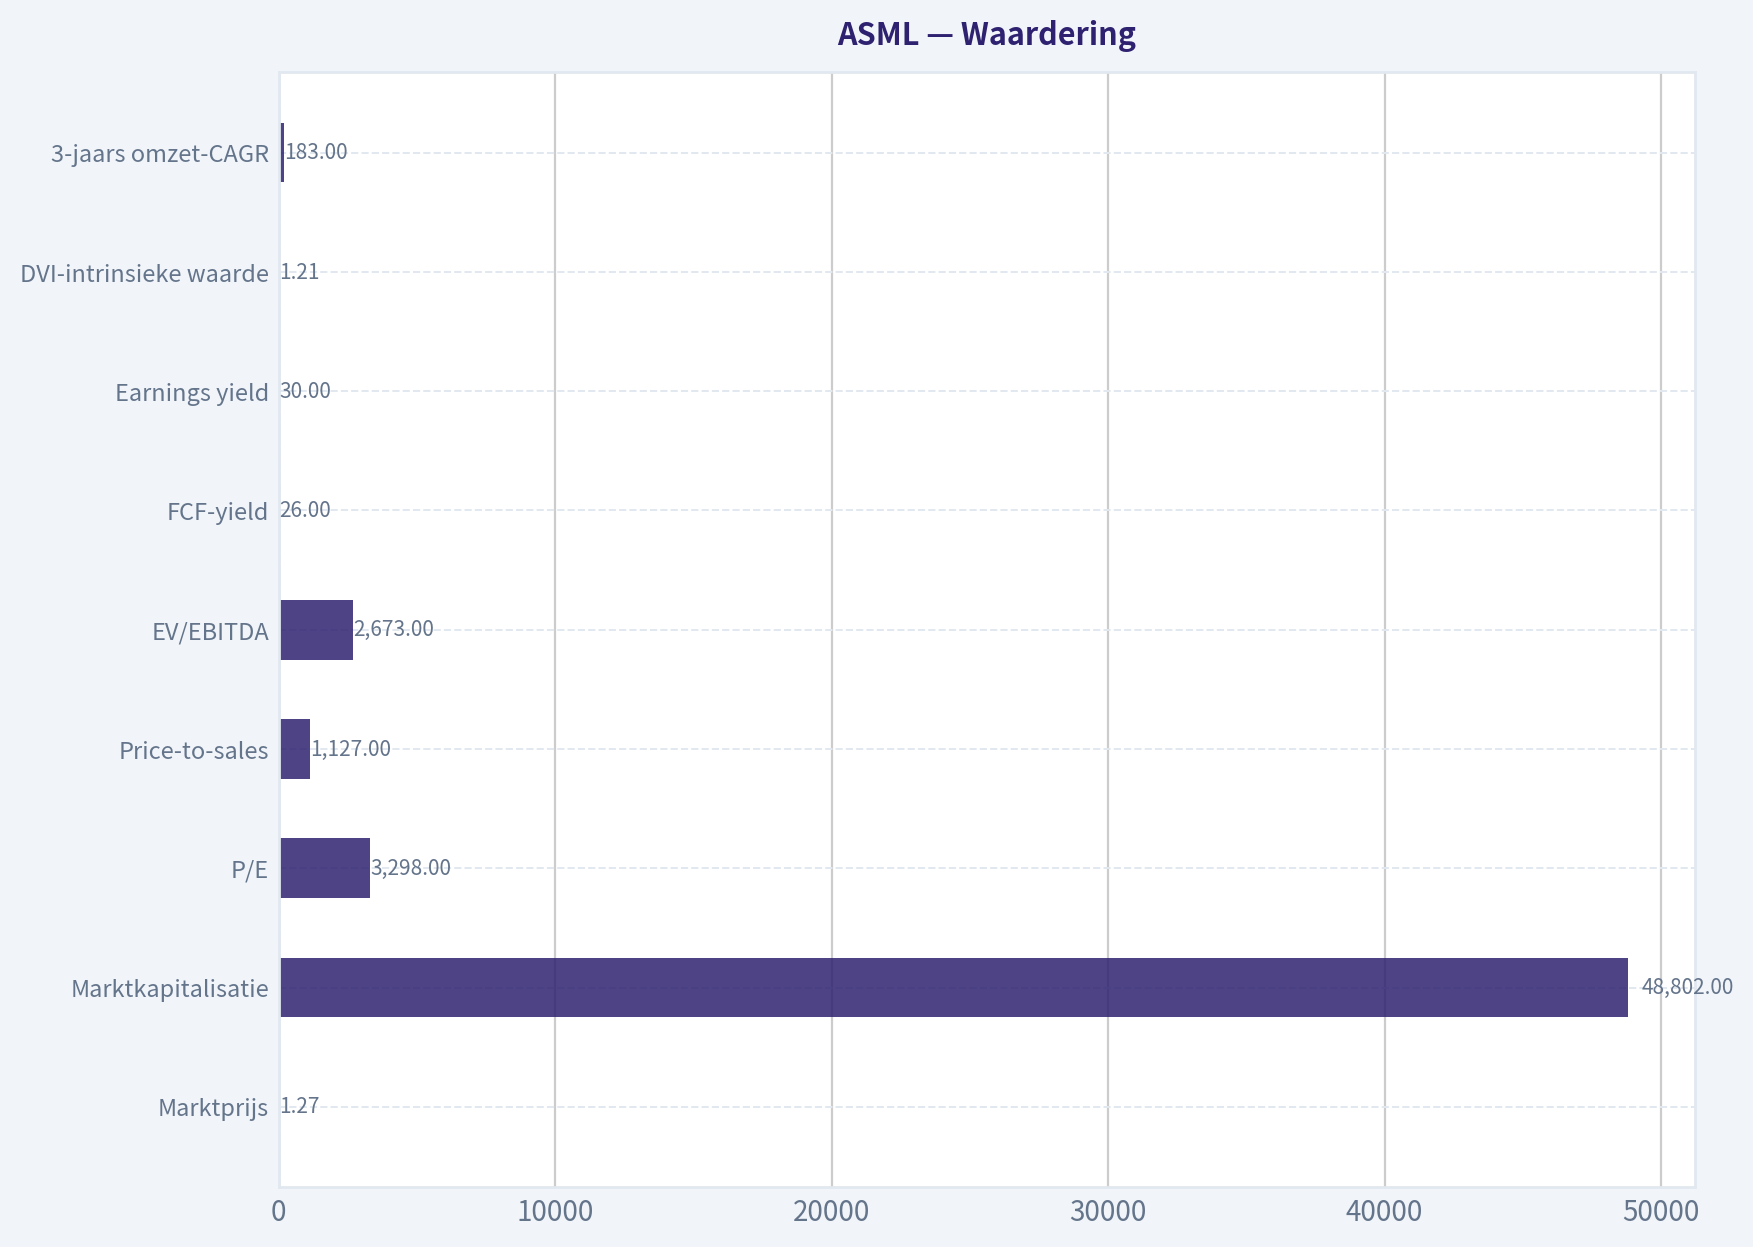 ASML — Waardering
3-jaars omzet-CAGR 183.00
DVI-intrinsieke waarde 1.21
Earnings yield 30.00
FCF-yield 26.00
EV/EBITDA 2,673.00
Price-to-sales 1,127.00
P/E 3,298.00
Marktkapitalisatie 48,802.00
Marktprijs 1.27
0 10000 20000 30000 40000 50000